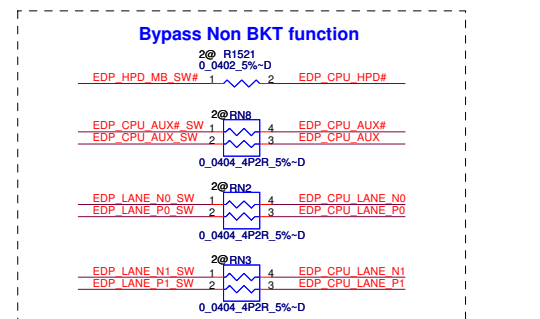 Bypass Non BKT function
2@ R1521
0_0402_5%~D
EDP_HPD_MB_SW# 1 2 EDP_CPU_HPD#
2@RN8
EDP_CPU_AUX#_SW 1 4 EDP_CPU_AUX#
EDP_CPU_AUX_SW 2 3 EDP_CPU_AUX
0_0404_4P2R_5%~D
2@RN2
EDP_LANE_N0_SW 1 4 EDP_CPU_LANE_N0
EDP_LANE_P0_SW 2 3 EDP_CPU_LANE_P0
0_0404_4P2R_5%~D
2@RN3
EDP_LANE_N1_SW 1 4 EDP_CPU_LANE_N1
EDP_LANE_P1_SW 2 3 EDP_CPU_LANE_P1
0_0404_4P2R_5%~D